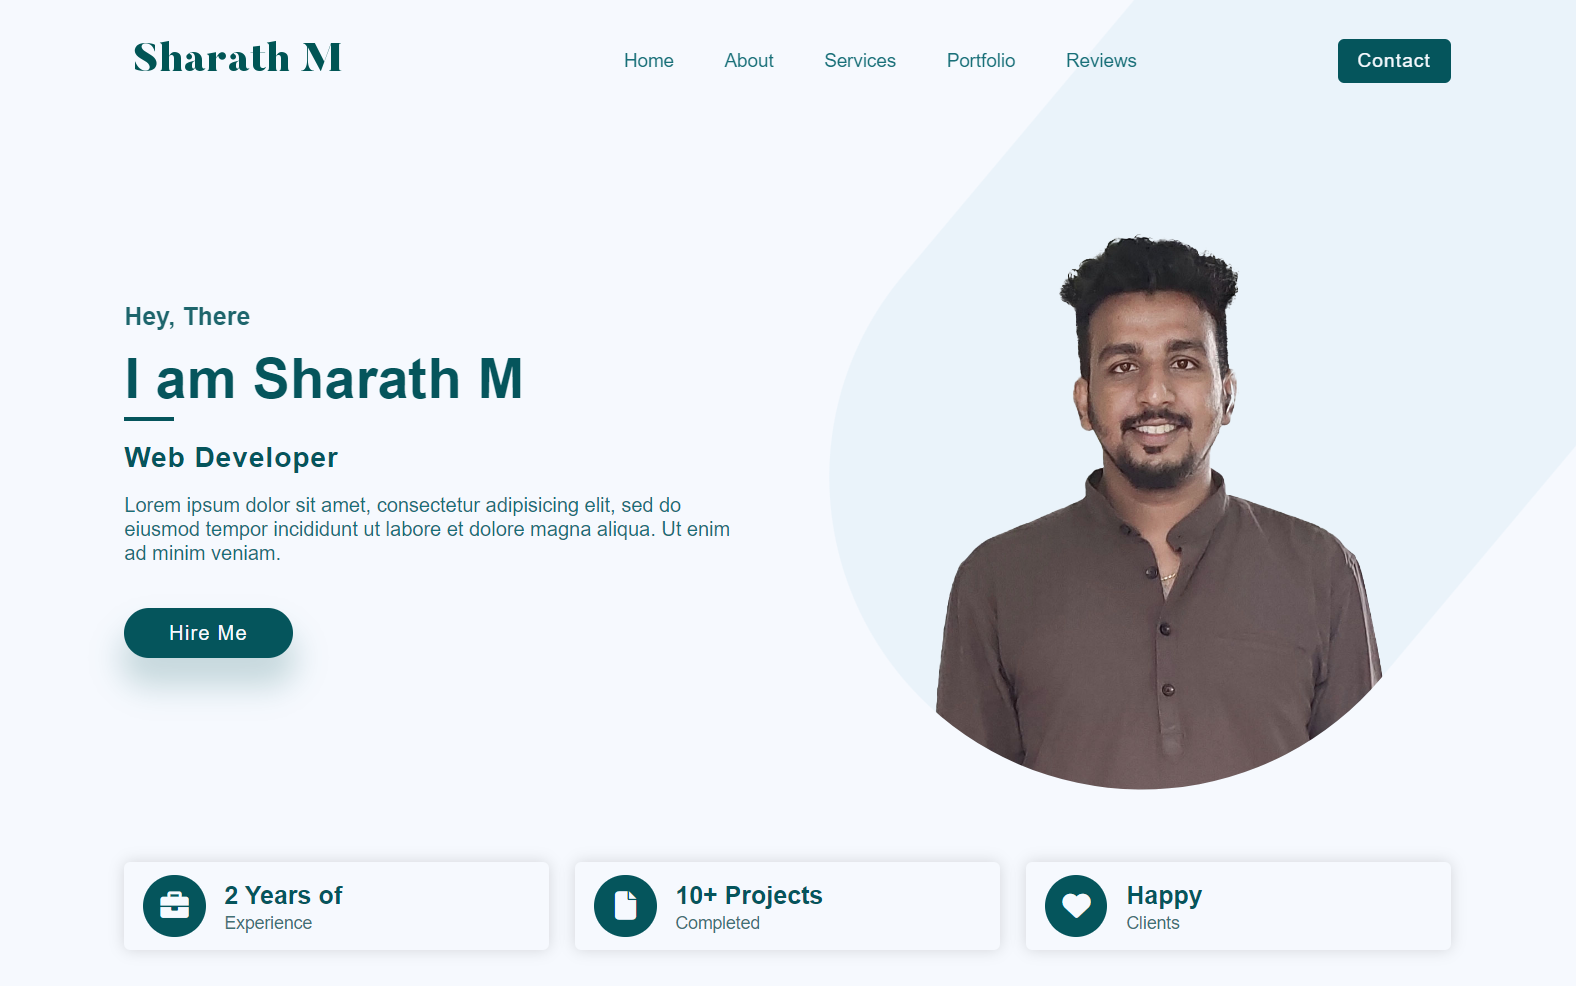 Sharath M
Home
About
Services
Portfolio
Reviews
Contact
Hey, There
I am Sharath M
Web Developer
Lorem ipsum dolor sit amet, consectetur adipisicing elit, sed do
eiusmod tempor incididunt ut labore et dolore magna aliqua. Ut enim
ad minim veniam.
Hire Me
2 Years of
Experience
10+ Projects
Completed
Happy
Clients